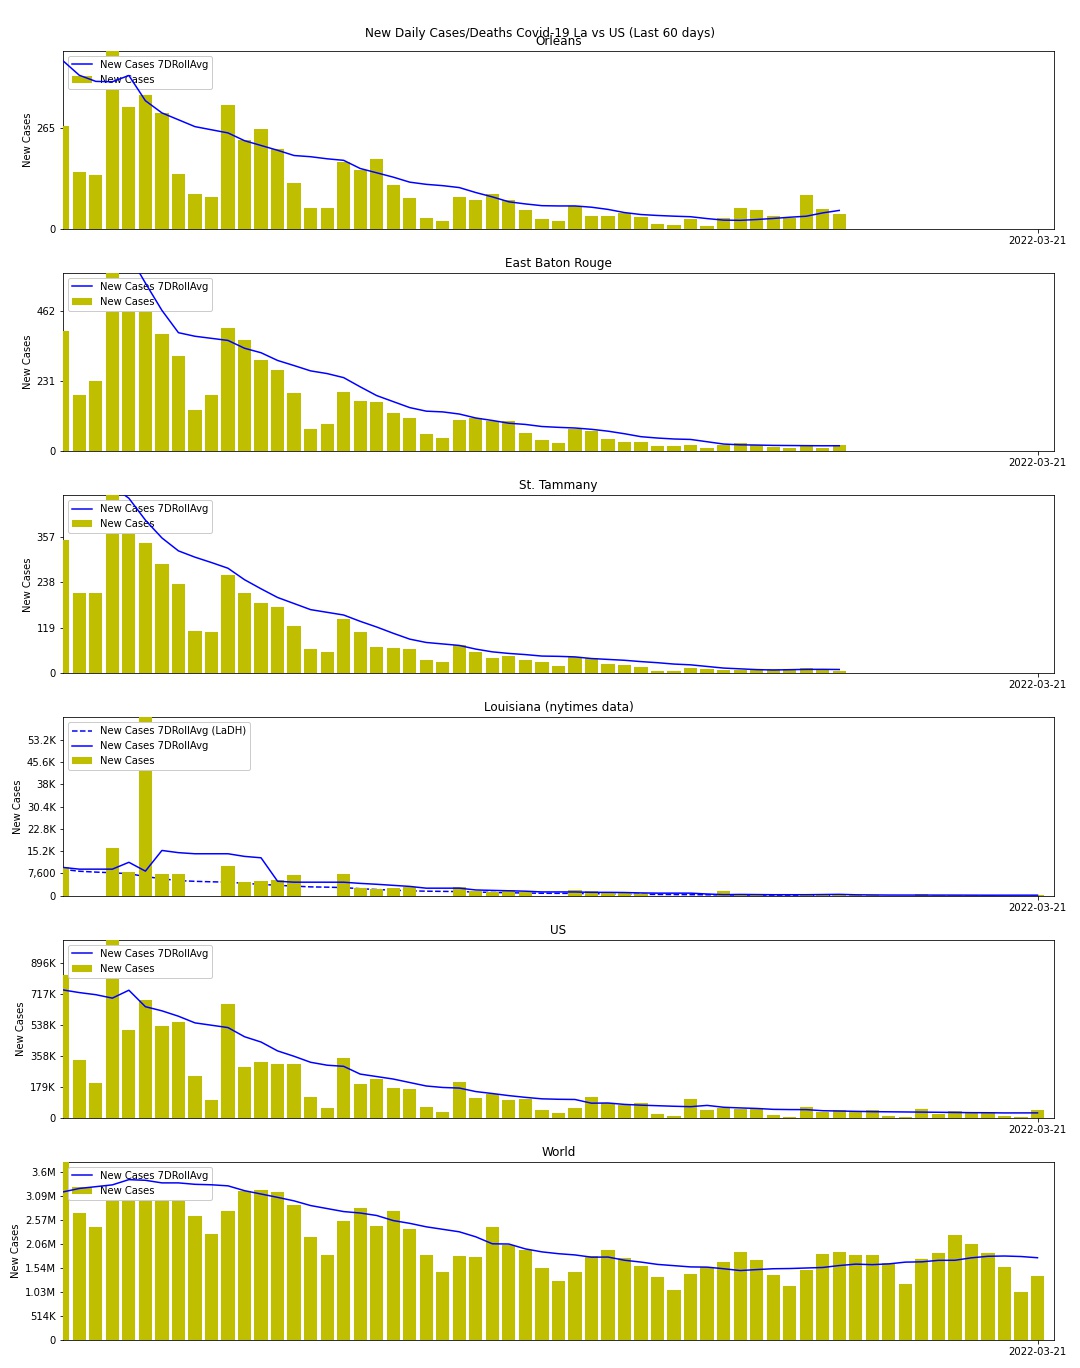 New Daily Cases/Deaths Covid-19 La vs US (Last 60 days)
Orleans
New Cases 7DRollAvg
New Cases
265
0
New Cases
2022-03-21
East Baton Rouge
New Cases 7DRollAvg
New Cases
462
231
0
New Cases
2022-03-21
St. Tammany
New Cases 7DRollAvg
New Cases
357
238
119
0
New Cases
2022-03-21
Louisiana (nytimes data)
New Cases 7DRollAvg (LaDH)
New Cases 7DRollAvg
New Cases
53.2K
45.6K
38K
30.4K
22.8K
15.2K
7,600
0
New Cases
2022-03-21
US
New Cases 7DRollAvg
New Cases
896K
717K
538K
358K
179K
0
New Cases
2022-03-21
World
New Cases 7DRollAvg
New Cases
3.6M
3.09M
2.57M
2.06M
1.54M
1.03M
514K
0
New Cases
2022-03-21